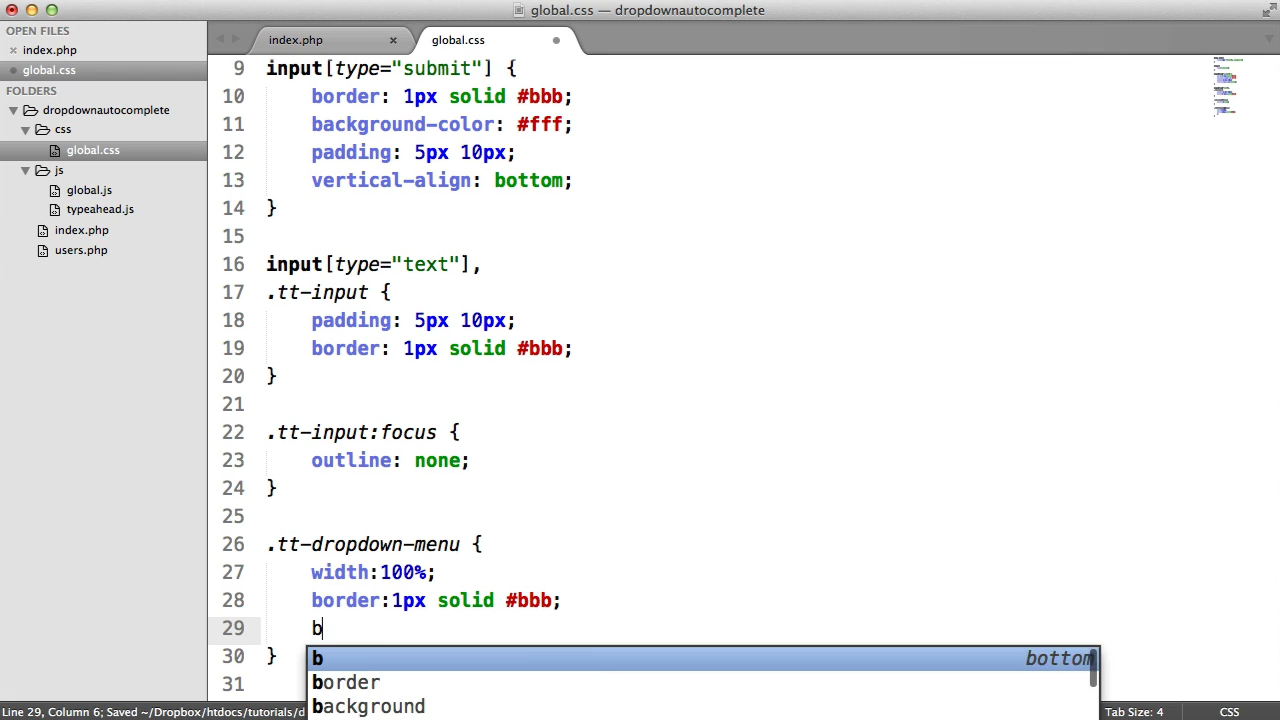 global.css — dropdownautocomplete
OPEN FILES
index.php
global.css
FOLDERS
dropdownautocomplete
css
global.css
js
global.js
typeahead.js
index.php
users.php
index.php
global.css
9 input[type="submit"] {
10 border: 1px solid #bbb;
11 background-color: #fff;
12 padding: 5px 10px;
13 vertical-align: bottom;
14 }
15
16 input[type="text"],
17 .tt-input {
18 padding: 5px 10px;
19 border: 1px solid #bbb;
20 }
21
22 .tt-input:focus {
23 outline: none;
24 }
25
26 .tt-dropdown-menu {
27 width:100%;
28 border:1px solid #bbb;
29 b
30 }
31
b bottom
border
background
Line 29, Column 6; Saved ~/Dropbox/htdocs/tutorials/d
Tab Size: 4
CSS